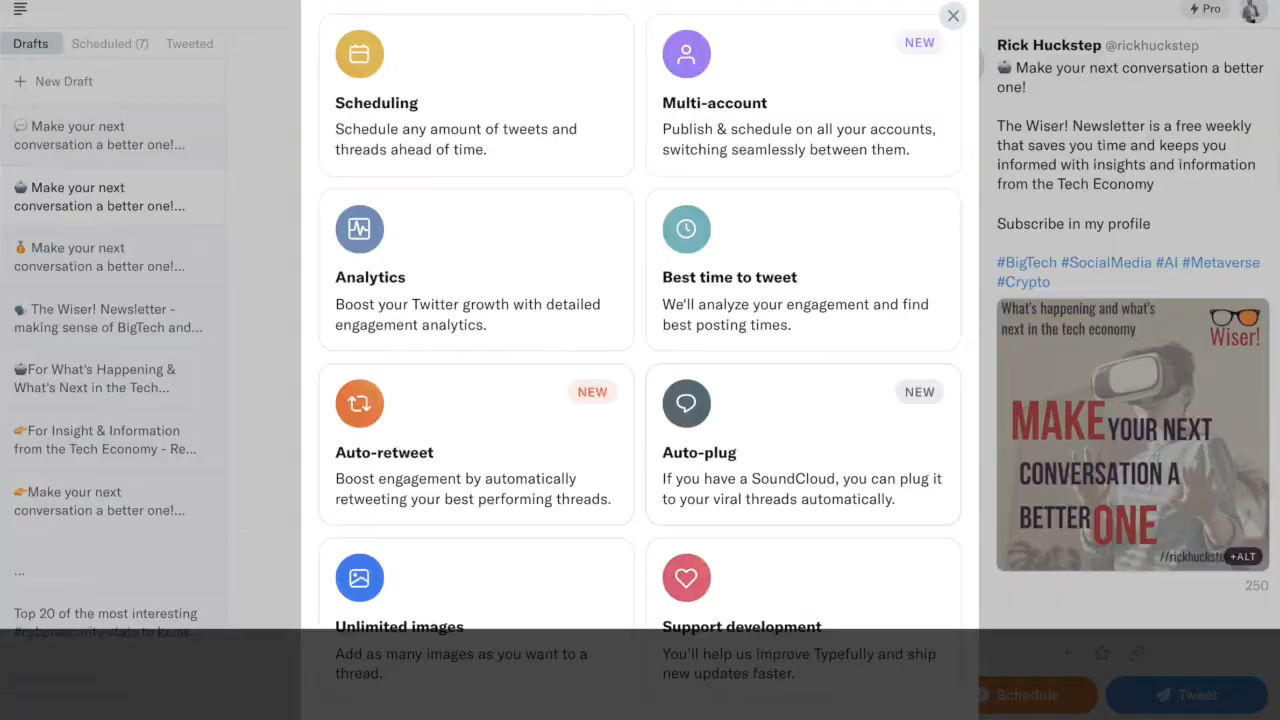 Drafts Scheduled (7) Tweeted
+ New Draft
💬 Make your next
conversation a better one!...
🤖 Make your next
conversation a better one!...
🥇 Make your next
conversation a better one!...
🗣 The Wiser! Newsletter -
making sense of BigTech and...
🤖For What's Happening &
What's Next in the Tech...
👉For Insight & Information
from the Tech Economy - Re...
👉Make your next
conversation a better one!...
...
Top 20 of the most interesting
#cybersecurity stats to know...
Scheduling
Schedule any amount of tweets and
threads ahead of time.
NEW
Multi-account
Publish & schedule on all your accounts,
switching seamlessly between them.
Analytics
Boost your Twitter growth with detailed
engagement analytics.
Best time to tweet
We'll analyze your engagement and find
best posting times.
NEW
Auto-retweet
Boost engagement by automatically
retweeting your best performing threads.
NEW
Auto-plug
If you have a SoundCloud, you can plug it
to your viral threads automatically.
Unlimited images
Add as many images as you want to a
thread.
Support development
You'll help us improve Typefully and ship
new updates faster.
Pro
Rick Huckstep @rickhuckstep
🤖 Make your next conversation a better
one!
The Wiser! Newsletter is a free weekly
that saves you time and keeps you
informed with insights and information
from the Tech Economy
Subscribe in my profile
#BigTech #SocialMedia #AI #Metaverse
#Crypto
What's happening and what's
next in the tech economy
Wiser!
MAKE YOUR NEXT
CONVERSATION A
BETTER ONE
//rickhuckste
+ALT
250
Schedule
Tweet